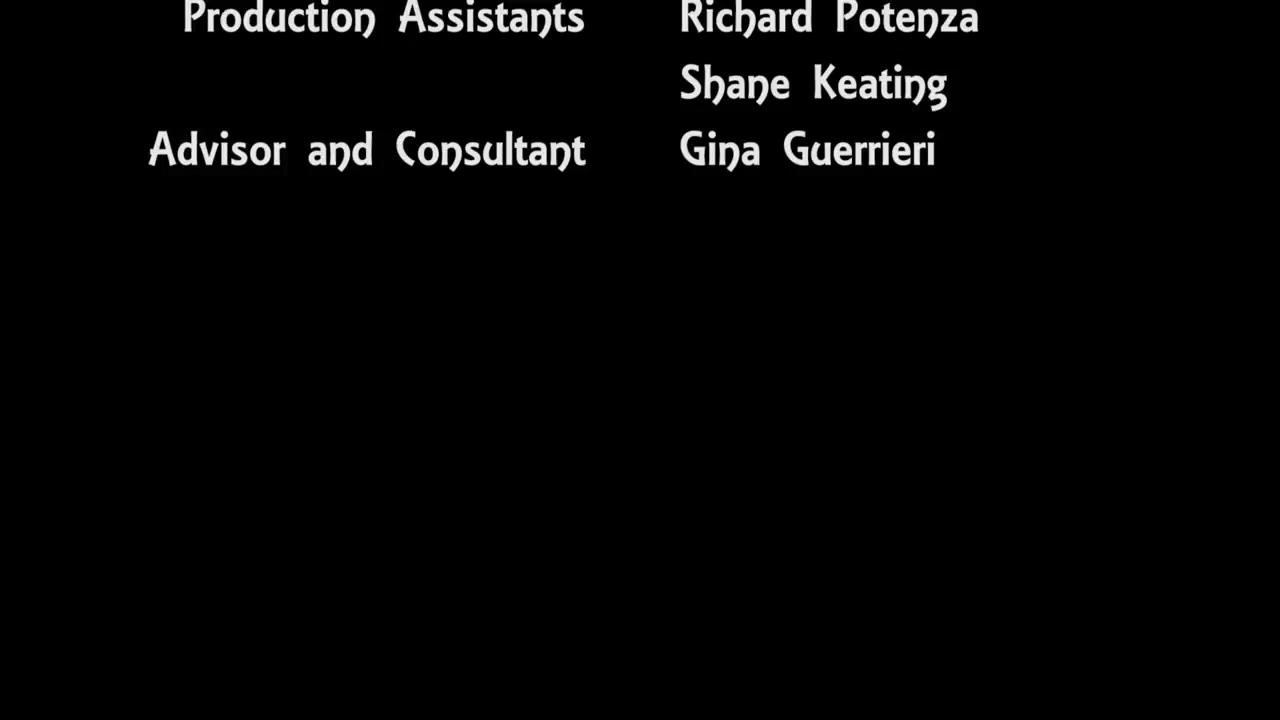 Production Assistants Richard Potenza
Shane Keating
Advisor and Consultant Gina Guerrieri